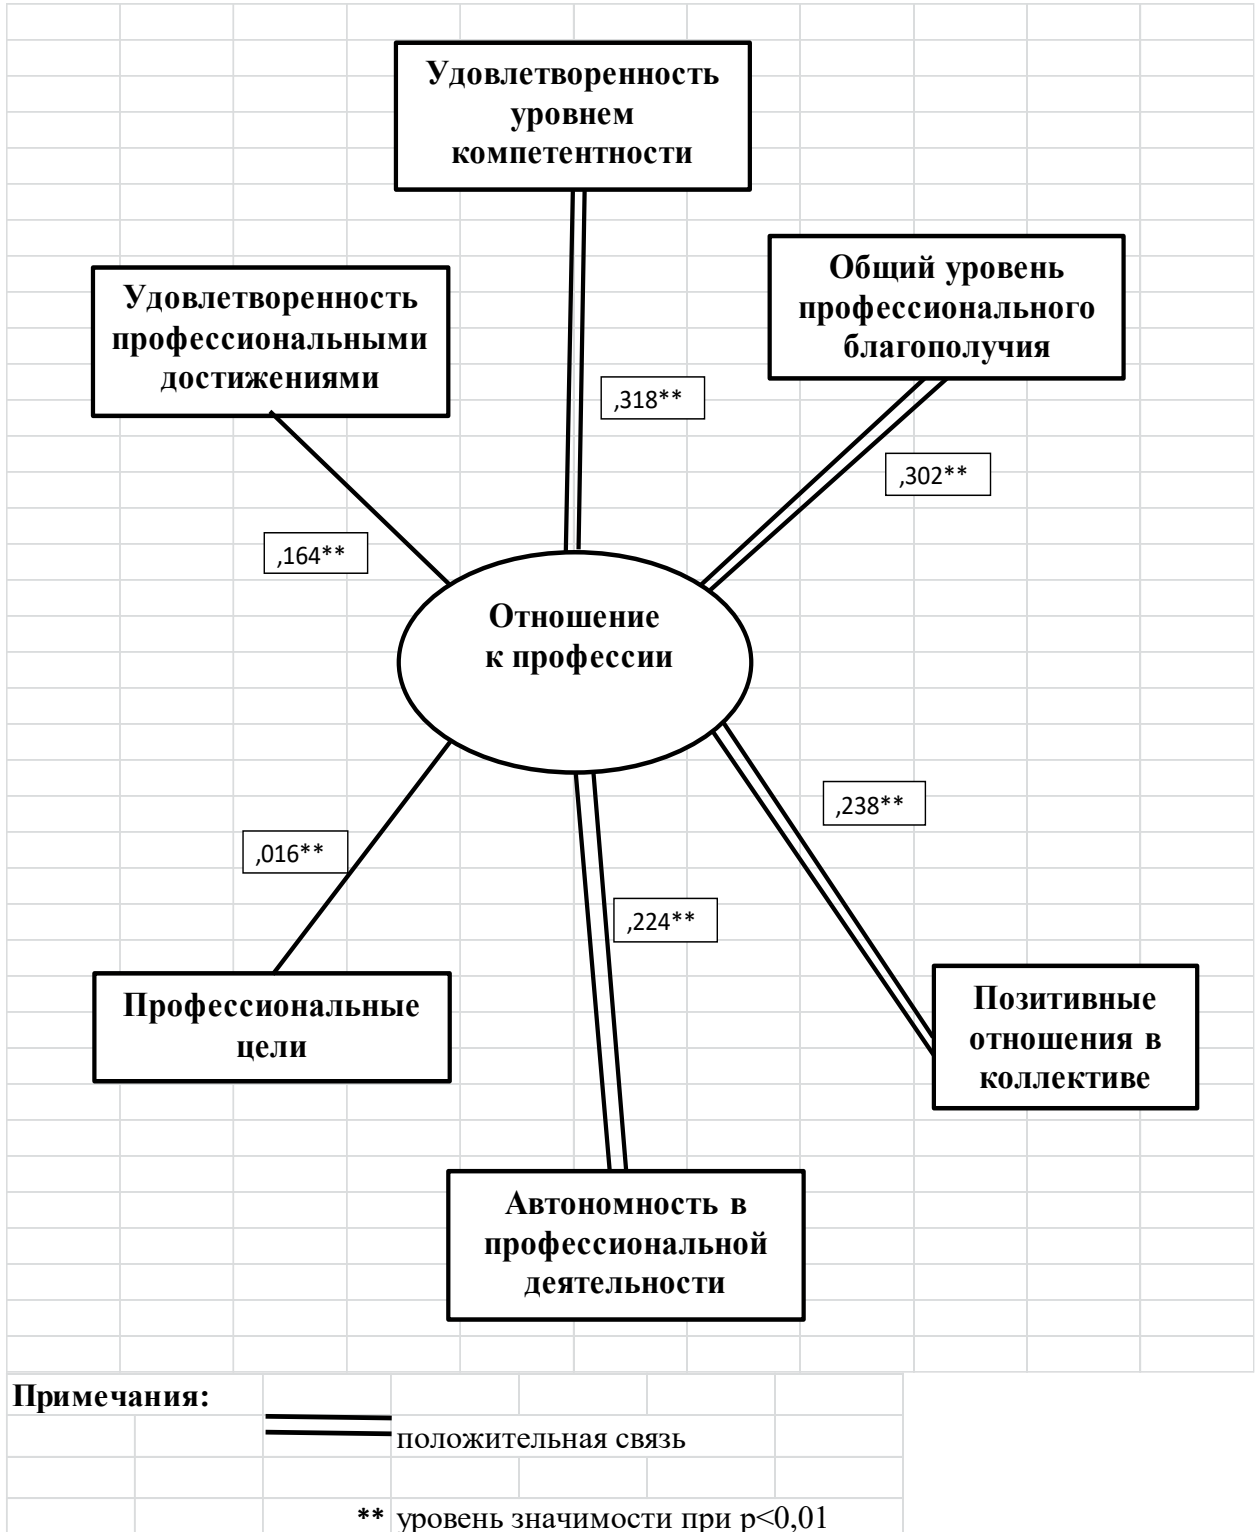 Удовлетворенность
уровнем
компетентности
Общий уровень
профессионального
благополучия
Удовлетворенность
профессиональными
достижениями
,318**
,302**
,164**
Отношение
к профессии
,238**
,016**
,224**
Профессиональные
цели
Позитивные
отношения в
коллективе
Автономность в
профессиональной
деятельности
Примечания:
положительная связь
** уровень значимости при p<0,01